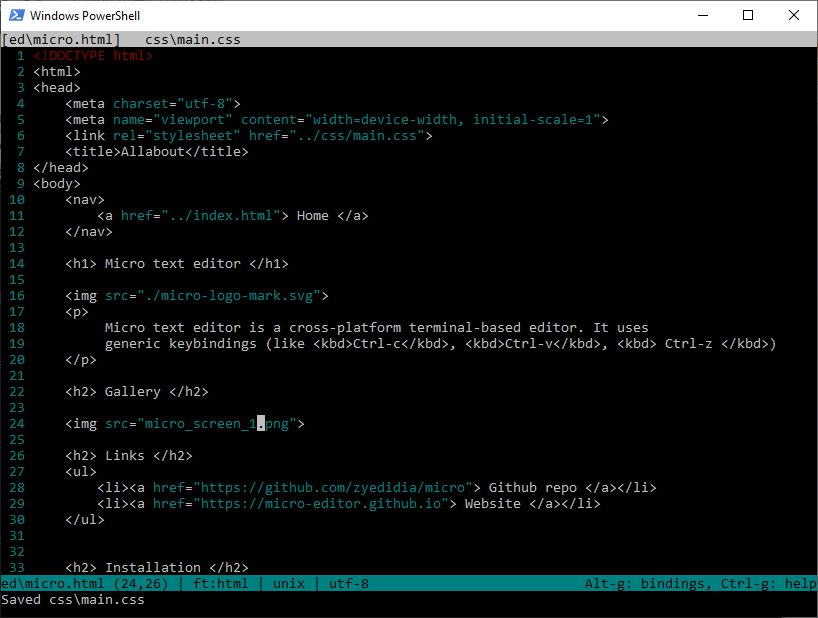 Windows PowerShell
[ed\micro.html]   css\main.css
1 <!DOCTYPE html>
2 <html>
3 <head>
4     <meta charset="utf-8">
5     <meta name="viewport" content="width=device-width, initial-scale=1">
6     <link rel="stylesheet" href="../css/main.css">
7     <title>Allabout</title>
8 </head>
9 <body>
10     <nav>
11         <a href="../index.html"> Home </a>
12     </nav>
13
14     <h1> Micro text editor </h1>
15
16     <img src="./micro-logo-mark.svg">
17     <p>
18          Micro text editor is a cross-platform terminal-based editor. It uses
19          generic keybindings (like <kbd>Ctrl-c</kbd>, <kbd>Ctrl-v</kbd>, <kbd> Ctrl-z </kbd>)
20     </p>
21
22     <h2> Gallery </h2>
23
24     <img src="micro_screen_1.png">
25
26     <h2> Links </h2>
27     <ul>
28         <li><a href="https://github.com/zyedidia/micro"> Github repo </a></li>
29         <li><a href="https://micro-editor.github.io"> Website </a></li>
30     </ul>
31
32
33     <h2> Installation </h2>
ed\micro.html (24,26) | ft:html | unix | utf-8     Alt-g: bindings, Ctrl-g: help
Saved css\main.css